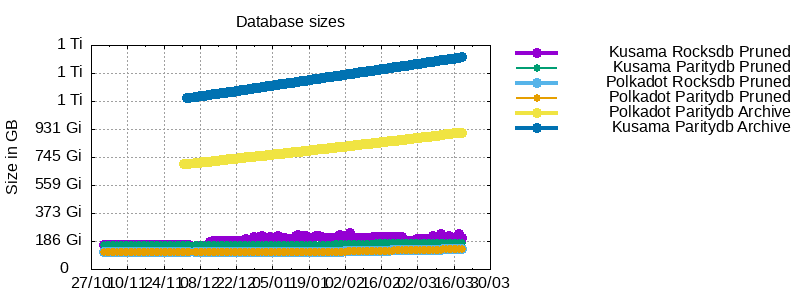 Database sizes
1 Ti
1 Ti
1 Ti
931 Gi
745 Gi
559 Gi
373 Gi
186 Gi
0
Size in GB
27/10 10/11 24/11 08/12 22/12 05/01 19/01 02/02 16/02 02/03 16/03 30/03
Kusama Rocksdb Pruned
Kusama Paritydb Pruned
Polkadot Rocksdb Pruned
Polkadot Paritydb Pruned
Polkadot Paritydb Archive
Kusama Paritydb Archive